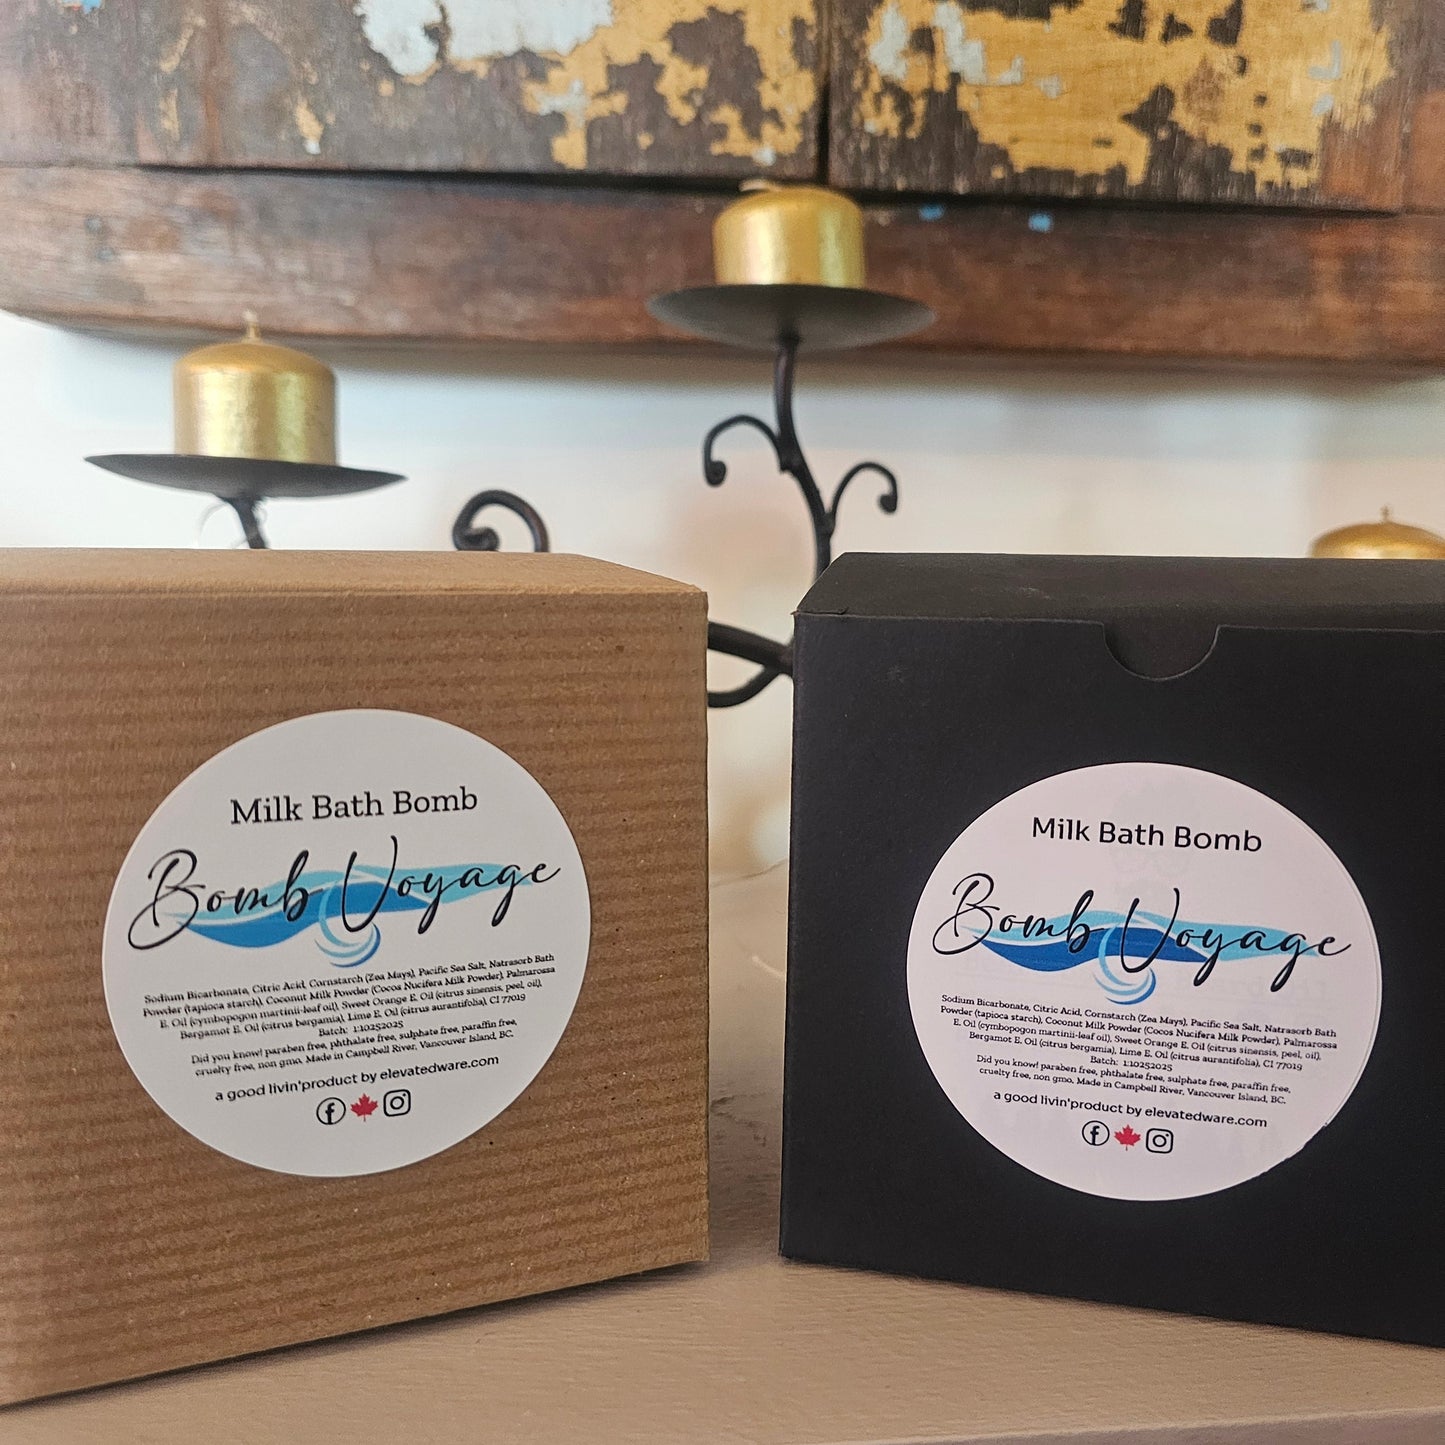 Milk Bath Bomb
Bomb Voyage
Sodium Bicarbonate, Citric Acid, Cornstarch (Zea Mays), Pacific Sea Salt, Natrasorb Bath
Powder (tapioca starch), Coconut Milk Powder (Cocos Nucifera Milk Powder), Palmarossa
E. Oil (cymbopogon martinii-leaf oil), Sweet Orange E. Oil (citrus sinensis, peel, oil),
Bergamot E. Oil (citrus bergamia), Lime E. Oil (citrus aurantifolia), CI 77019
Batch: 1:10252025
Did you know! paraben free, phthalate free, sulphate free, paraffin free,
cruelty free, non gmo. Made in Campbell River, Vancouver Island, BC.
a good livin'product by elevatedware.com
Milk Bath Bomb
Bomb Voyage
Sodium Bicarbonate, Citric Acid, Cornstarch (Zea Mays), Pacific Sea Salt, Natrasorb Bath
Powder (tapioca starch), Coconut Milk Powder (Cocos Nucifera Milk Powder), Palmarossa
E. Oil (cymbopogon martinii-leaf oil), Sweet Orange E. Oil (citrus sinensis, peel, oil),
Bergamot E. Oil (citrus bergamia), Lime E. Oil (citrus aurantifolia), CI 77019
Batch: 1:10252025
Did you know! paraben free, phthalate free, sulphate free, paraffin free,
cruelty free, non gmo. Made in Campbell River, Vancouver Island, BC.
a good livin'product by elevatedware.com